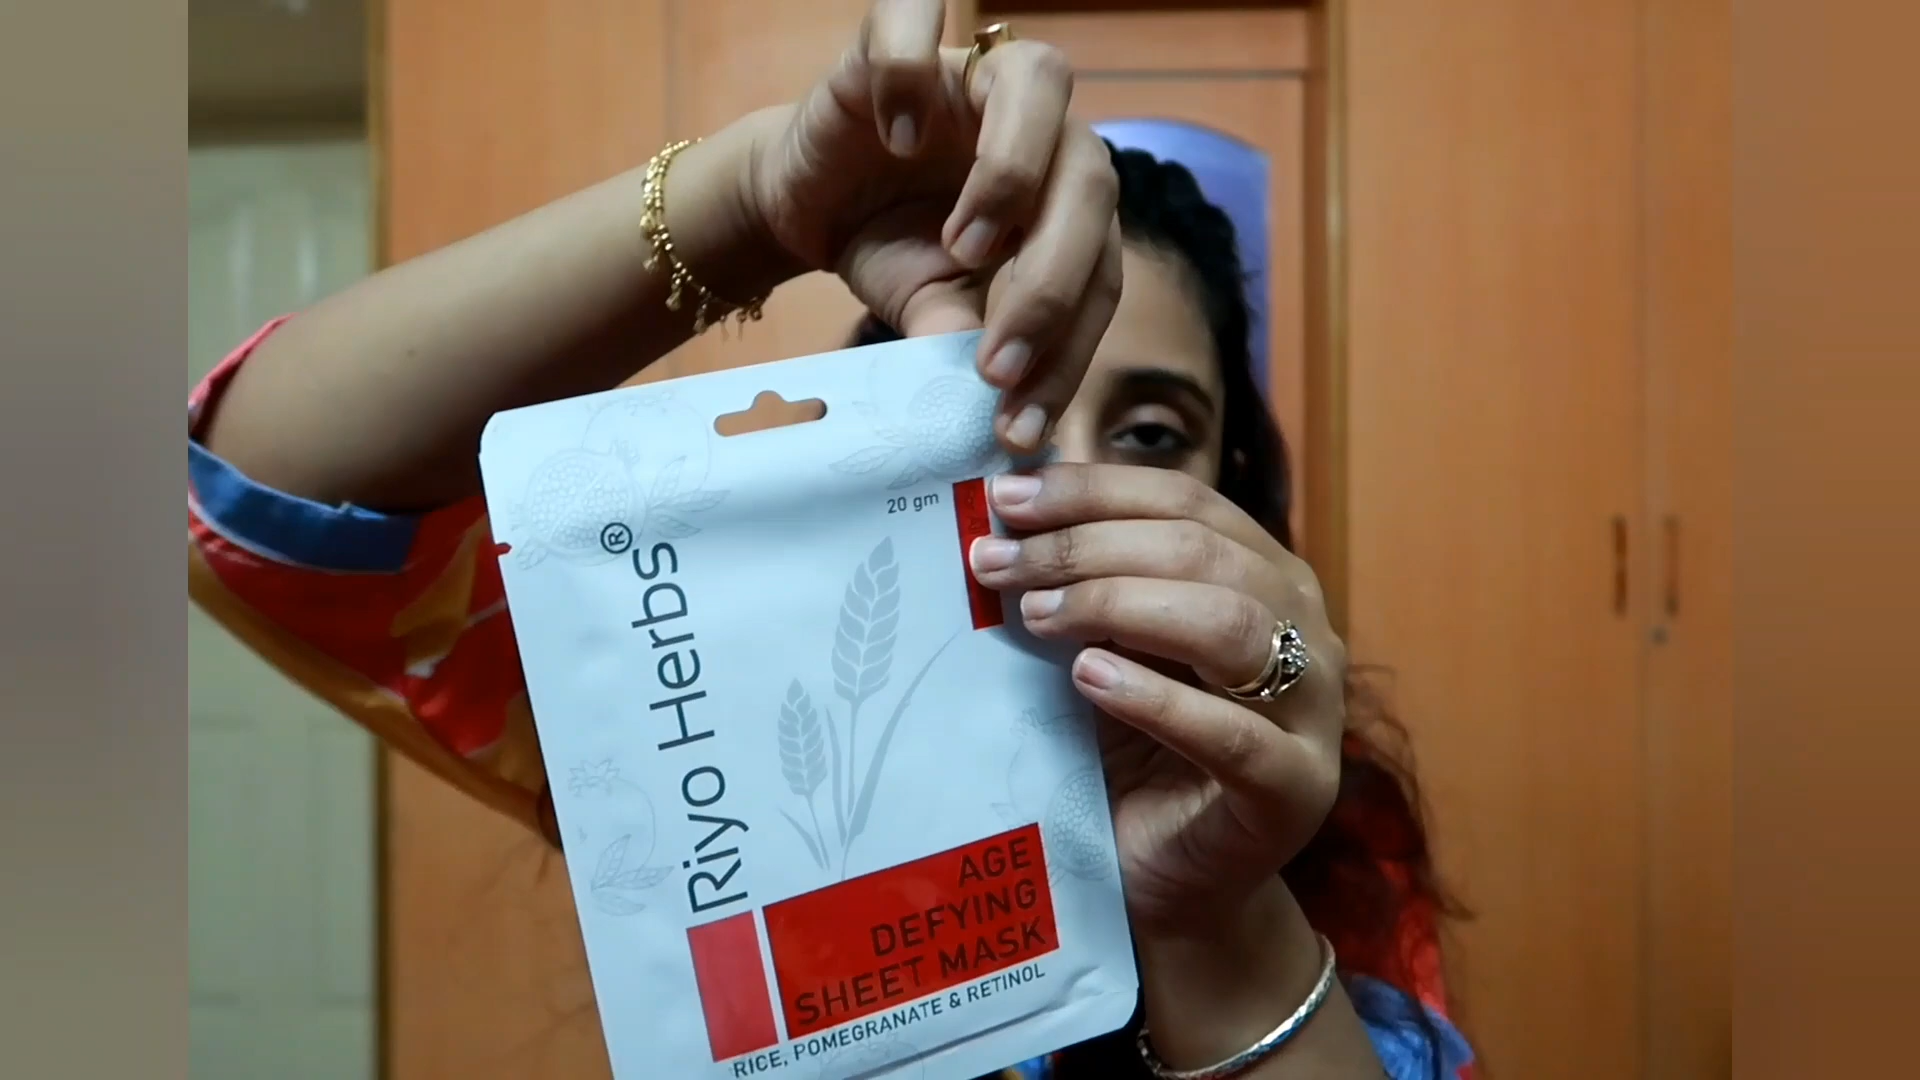 20 gm
Riyo Herbs®
AGE
DEFYING
SHEET MASK
RICE, POMEGRANATE & RETINOL